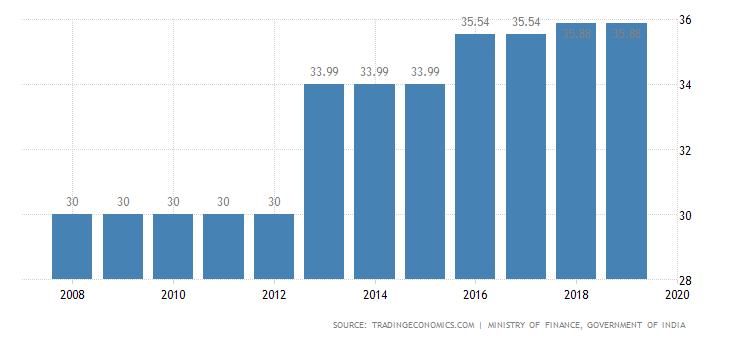 35.54 35.54 36
35.88 35.88
33.99 33.99 33.99
34
32
30 30 30 30 30
30
28
2008 2010 2012 2014 2016 2018 2020
SOURCE: TRADINGECONOMICS.COM | MINISTRY OF FINANCE, GOVERNMENT OF INDIA